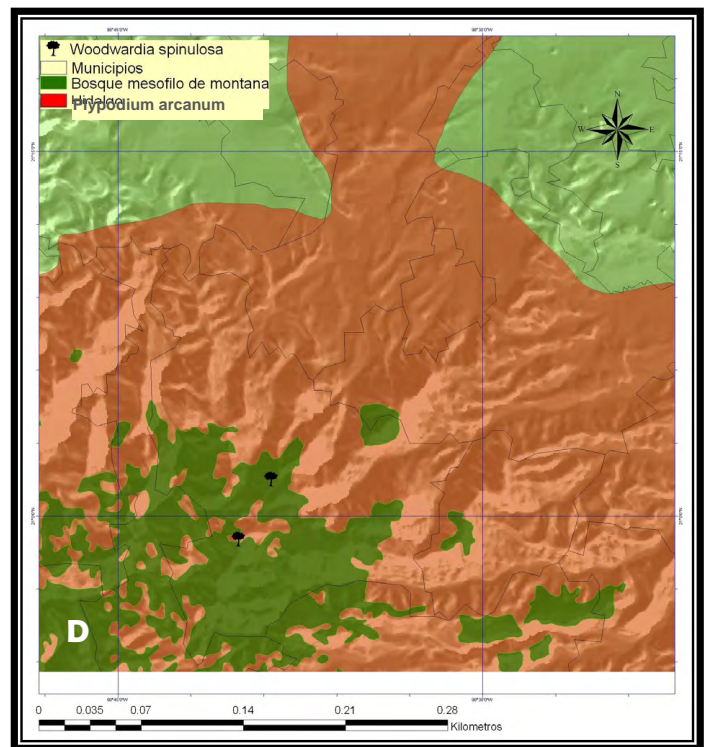 Woodwardia spinulosa
Municipios
Bosque mesofilo de montana
Hidalgo
Plypodium arcanum
N
W E
S
D
0 0.035 0.07 0.14 0.21 0.28
Kilometros